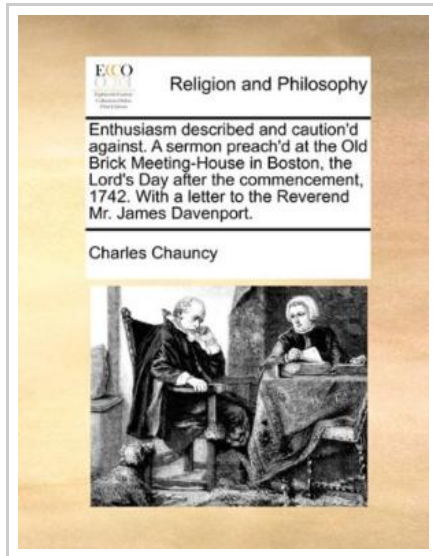 ECCO
Religion and Philosophy
Enthusiasm described and caution'd
against. A sermon preach'd at the Old
Brick Meeting-House in Boston, the
Lord's Day after the commencement,
1742. With a letter to the Reverend
Mr. James Davenport.
Charles Chauncy